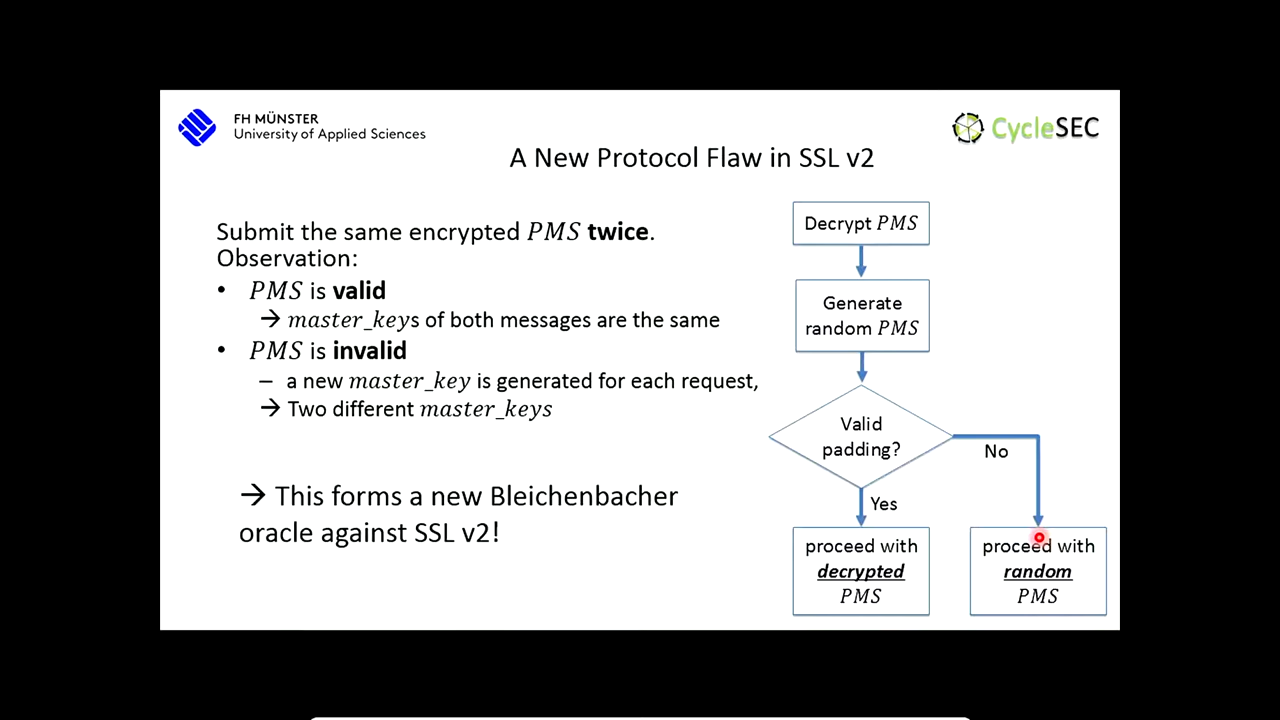 FH MÜNSTER
University of Applied Sciences
CycleSEC
A New Protocol Flaw in SSL v2
Submit the same encrypted PMS twice.
Observation:
• PMS is valid
→ master_keys of both messages are the same
• PMS is invalid
– a new master_key is generated for each request,
→ Two different master_keys
→ This forms a new Bleichenbacher
oracle against SSL v2!
Decrypt PMS
Generate
random PMS
Valid
padding?
No
Yes
proceed with
decrypted
PMS
proceed with
random
PMS